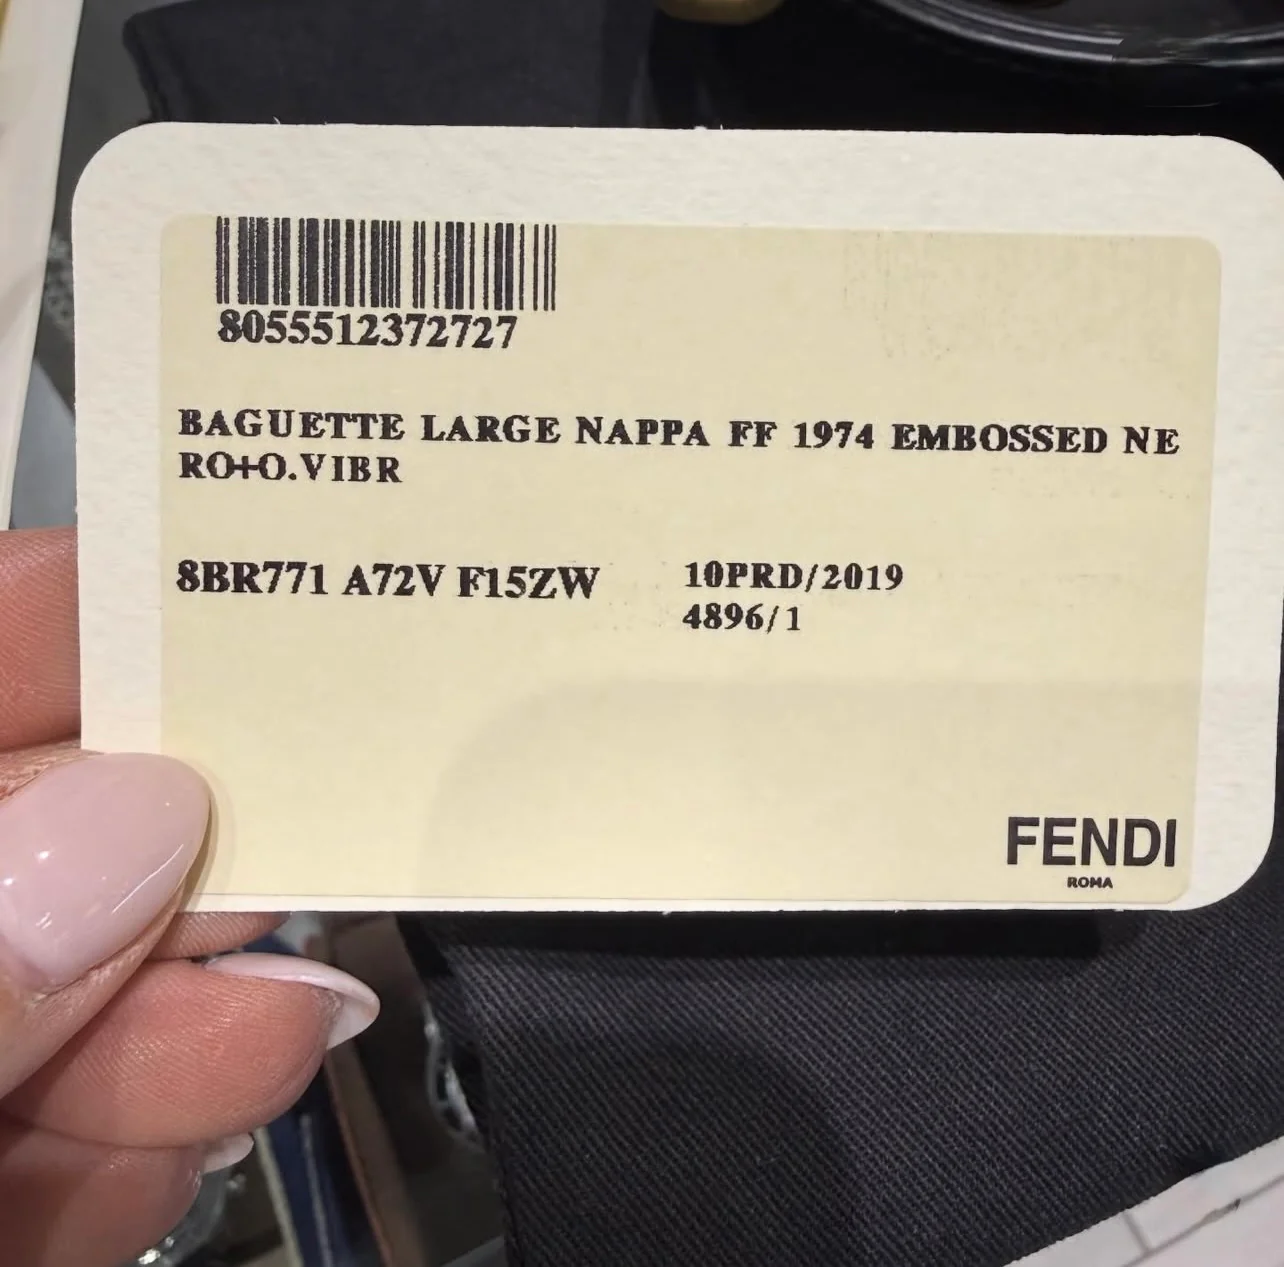 8055512372727
BAGUETTE LARGE NAPPA FF 1974 EMBOSSED NE
RO+O.VIBR
8BR771 A72V F15ZW
10PRD/2019
4896/1
FENDI
ROMA